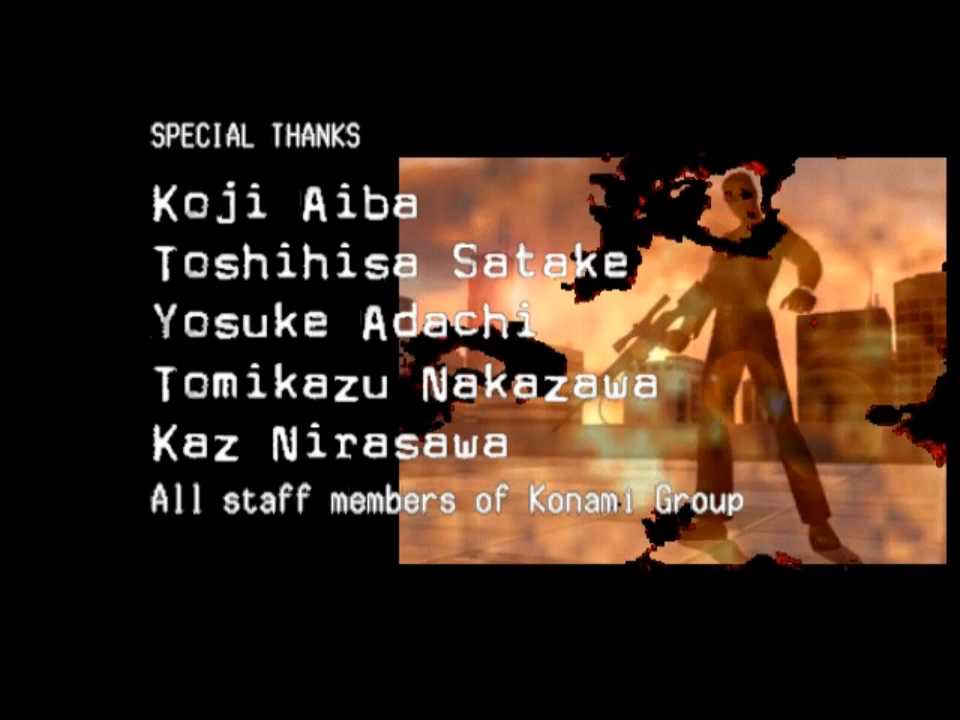 SPECIAL THANKS
Koji Aiba
Toshihisa Satake
Yosuke Adachi
Tomikazu Nakazawa
Kaz Nirasawa
All staff members of Konami Group